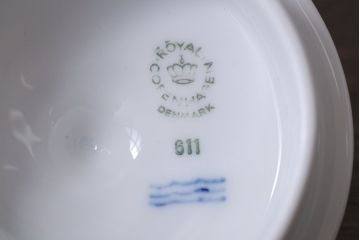 ROYAL
COPENHAGEN
DENMARK
611